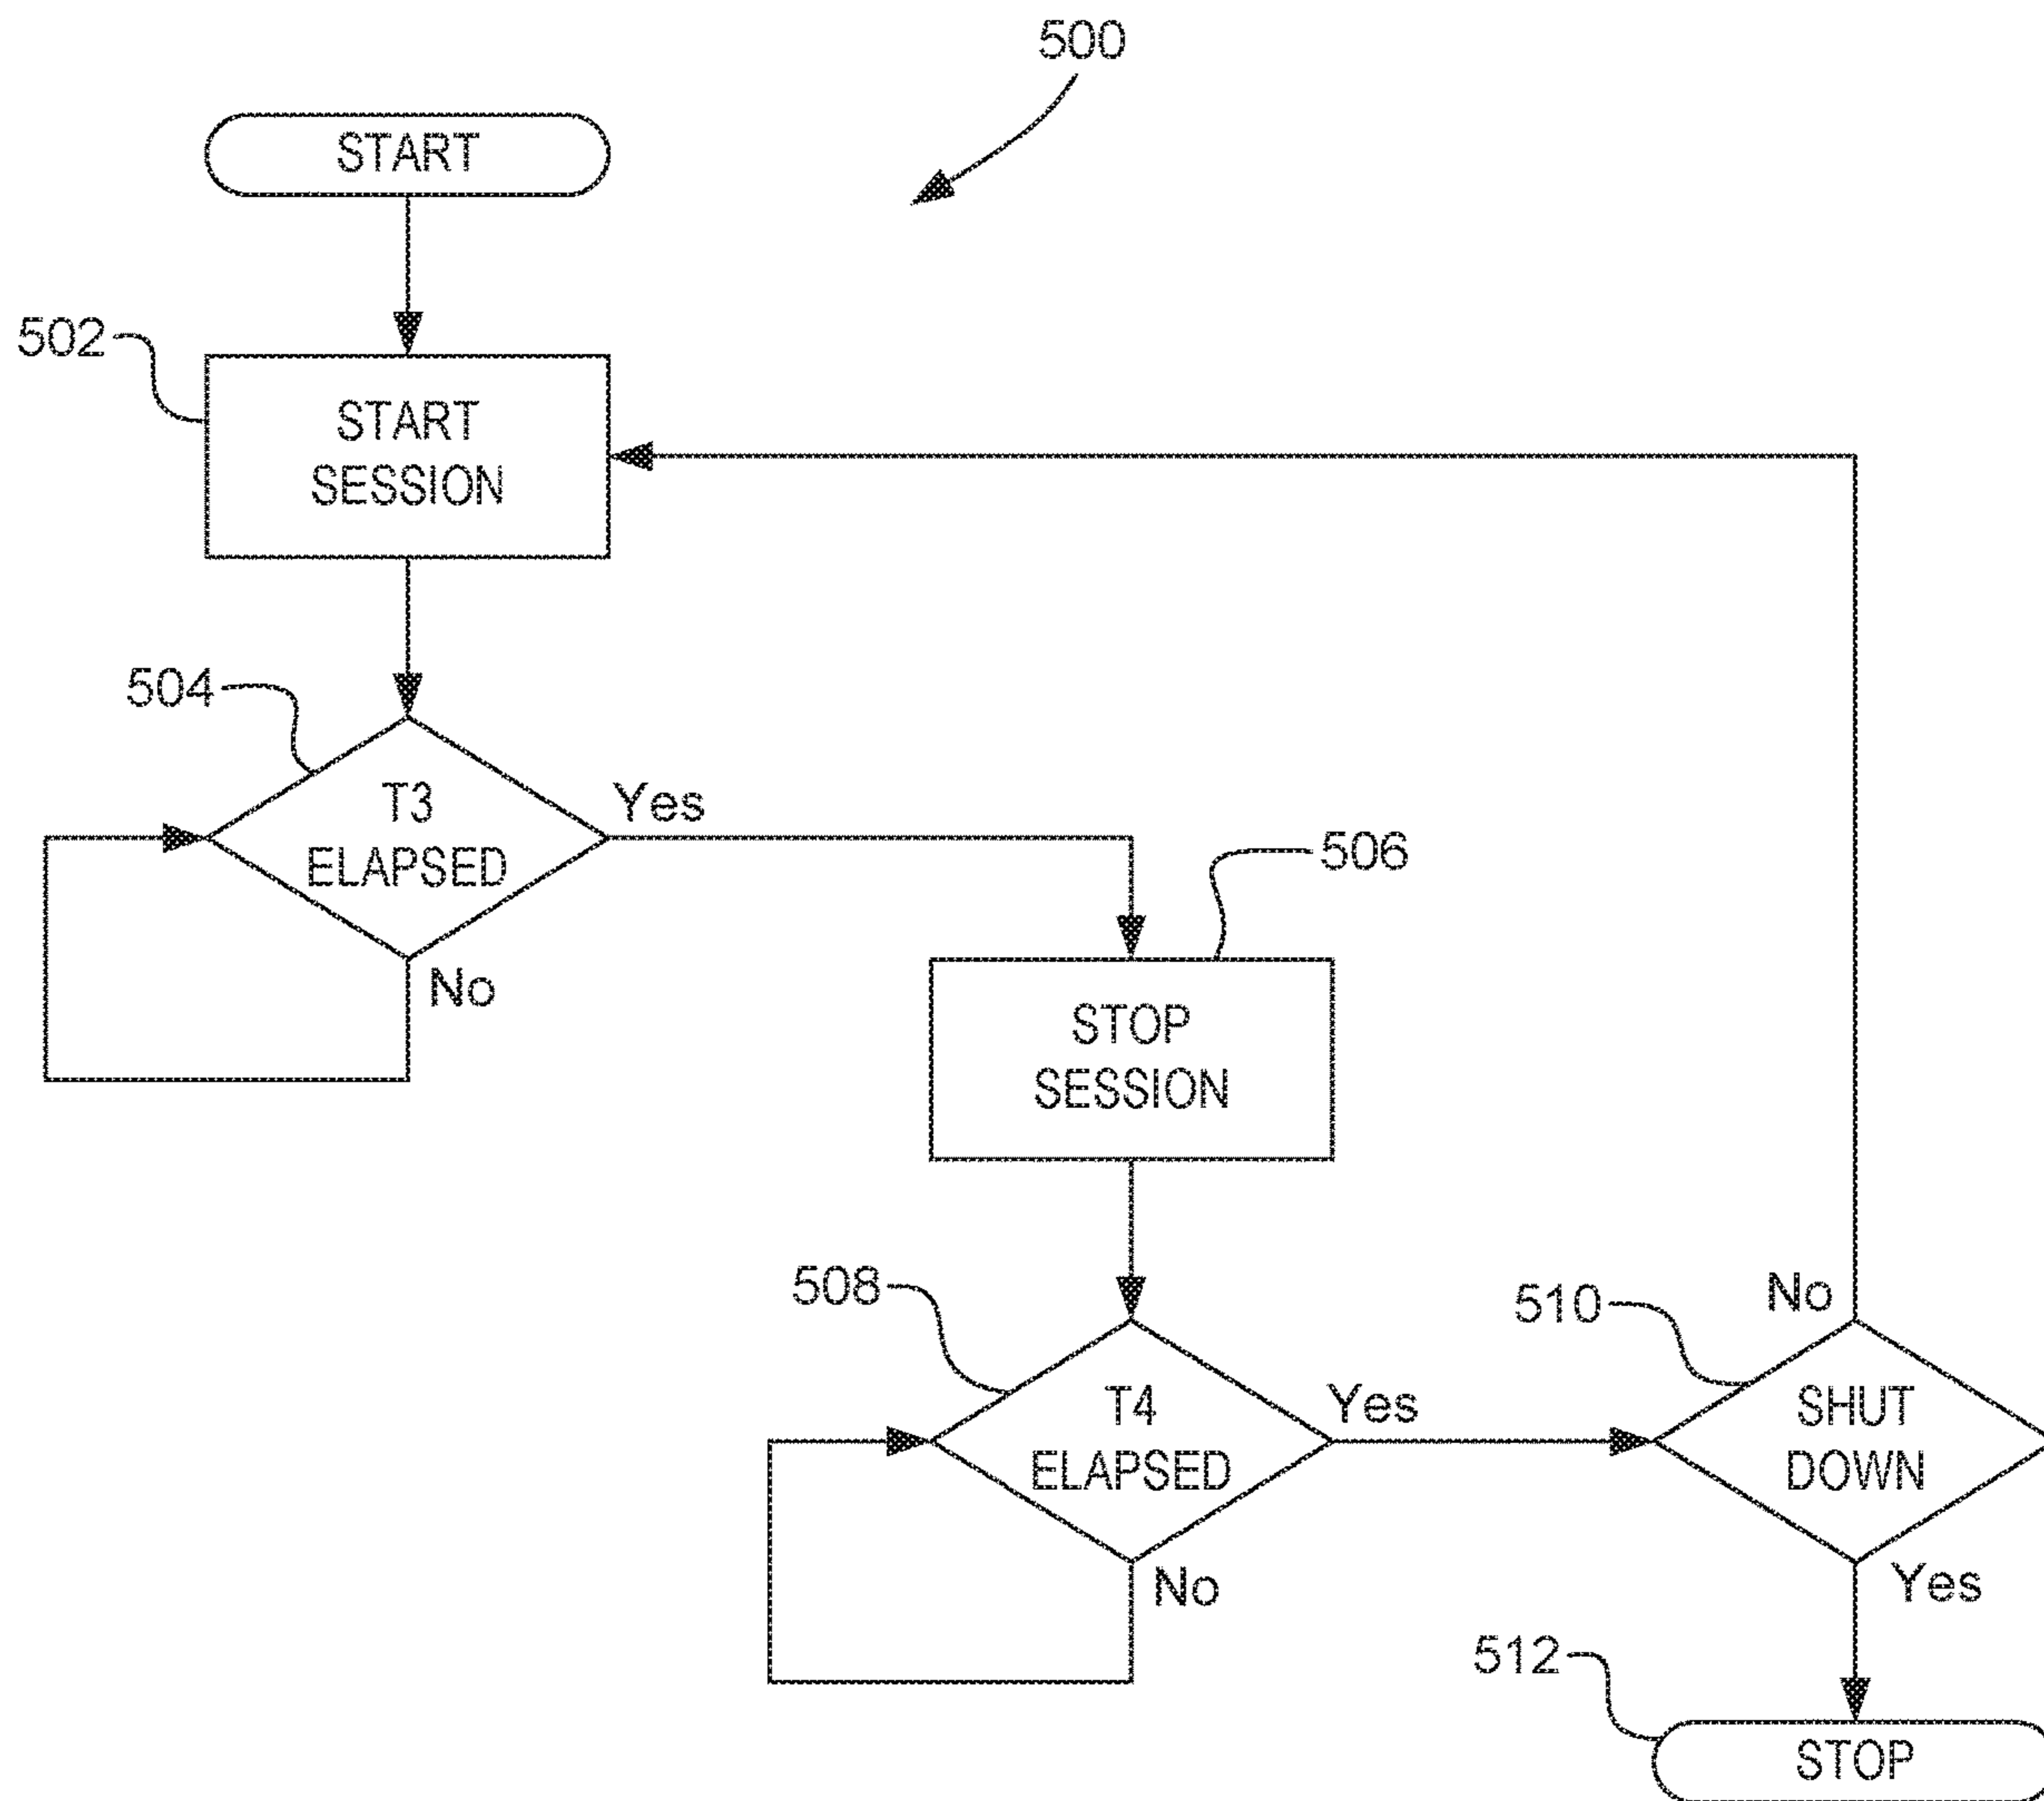 500
START
502
START
SESSION
504
T3
ELAPSED
Yes
No
506
STOP
SESSION
508
T4
ELAPSED
Yes
No
510
No
SHUT
DOWN
Yes
512
STOP